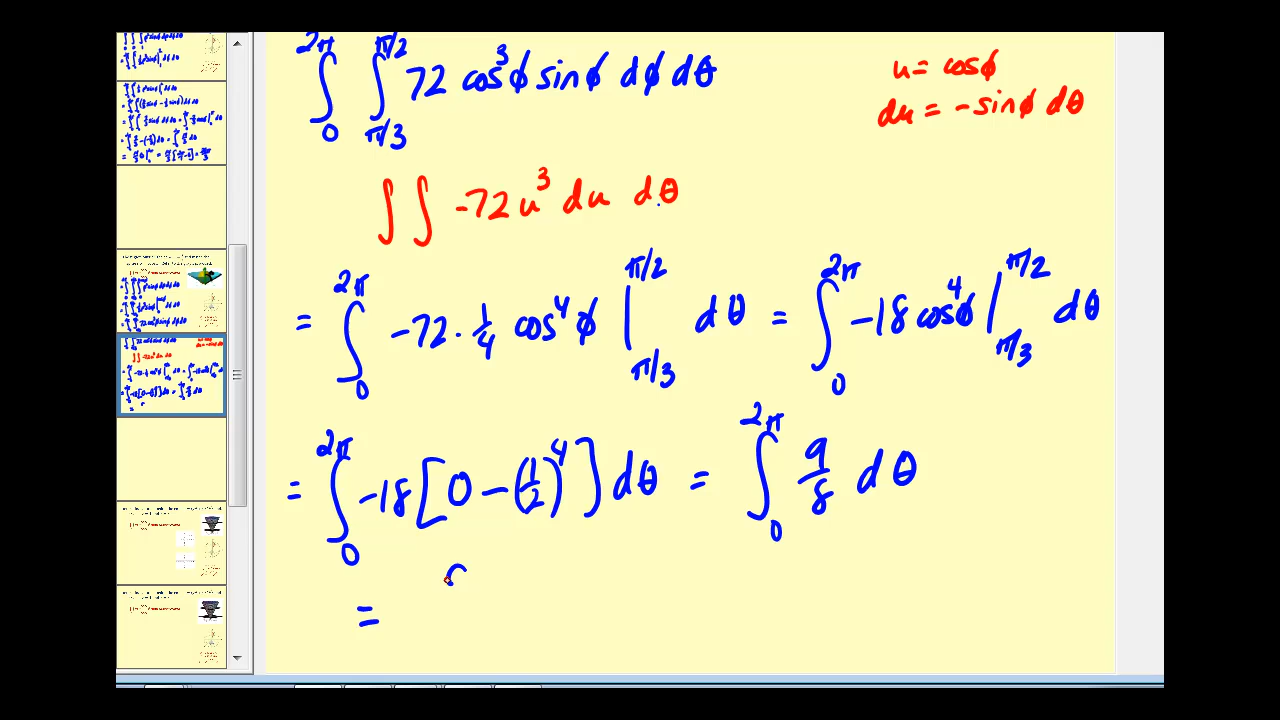 ∫₀^{2π} ∫_{π/3}^{π/2} 72 cos³ϕ sinϕ dϕ dθ
u = cosϕ
du = -sinϕ dθ
∫∫ -72u³ du dθ
= ∫₀^{2π} -72 · 1/4 cos⁴ϕ |_{π/3}^{π/2} dθ = ∫₀^{2π} -18 cos⁴ϕ |_{π/3}^{π/2} dθ
= ∫₀^{2π} -18[0 - (1/2)⁴] dθ = ∫₀^{2π} 9/8 dθ
=